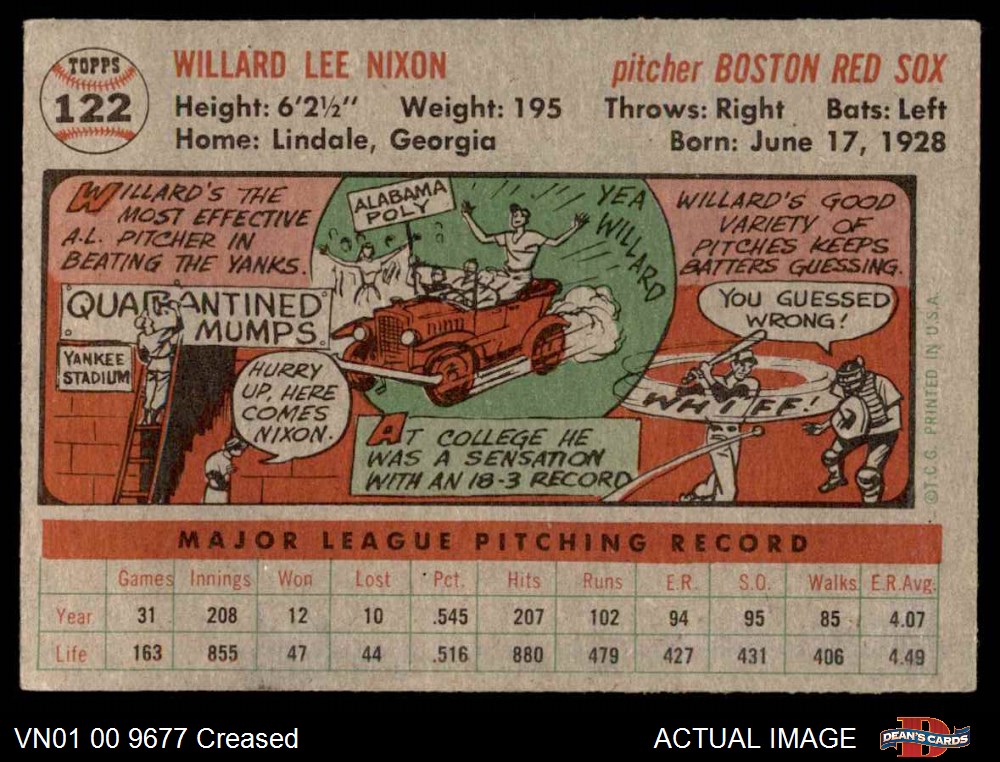 TOPPS
122
WILLARD LEE NIXON
pitcher BOSTON RED SOX
Height: 6'2½" Weight: 195 Throws: Right Bats: Left
Home: Lindale, Georgia Born: June 17, 1928
WILLARD'S THE
MOST EFFECTIVE
A.L. PITCHER IN
BEATING THE YANKS.
QUARANTINED
MUMPS.
YANKEE
STADIUM
HURRY
UP, HERE
COMES
NIXON.
ALABAMA
POLY
YEA
WILLARD
AT COLLEGE HE
WAS A SENSATION
WITH AN 18-3 RECORD
WILLARD'S GOOD
VARIETY OF
PITCHES KEEPS
BATTERS GUESSING.
YOU GUESSED
WRONG!
WHIFF!
©T.C.G. PRINTED IN U.S.A.
MAJOR LEAGUE PITCHING RECORD
Games Innings Won Lost Pct. Hits Runs E.R. S.O. Walks E.R.Avg.
Year 31 208 12 10 .545 207 102 94 95 85 4.07
Life 163 855 47 44 .516 880 479 427 431 406 4.49
VN01 00 9677 Creased
ACTUAL IMAGE
DEAN'S CARDS